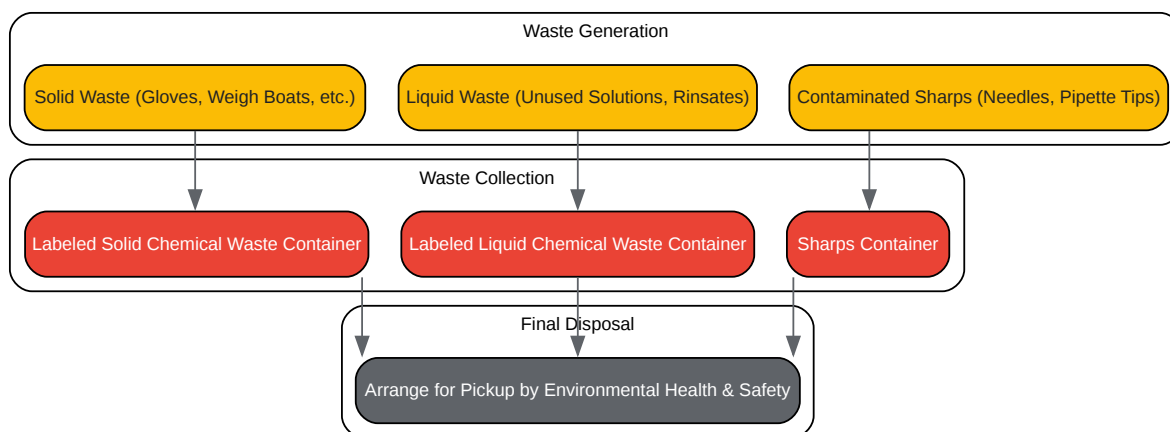 Waste Generation
Solid Waste (Gloves, Weigh Boats, etc.)
Liquid Waste (Unused Solutions, Rinsates)
Contaminated Sharps (Needles, Pipette Tips)
Waste Collection
Labeled Solid Chemical Waste Container
Labeled Liquid Chemical Waste Container
Sharps Container
Final Disposal
Arrange for Pickup by Environmental Health & Safety